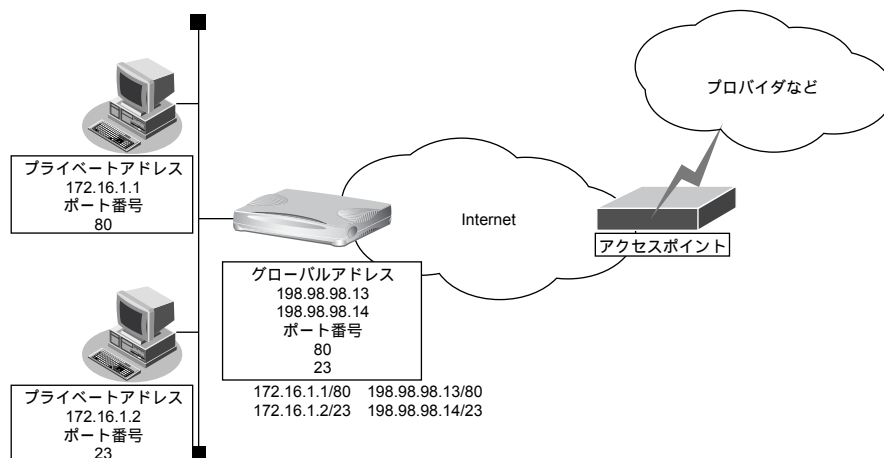 プロバイダなど
プライベートアドレス
172.16.1.1
ポート番号
80
Internet
アクセスポイント
グローバルアドレス
198.98.98.13
198.98.98.14
ポート番号
80
23
172.16.1.1/80 198.98.98.13/80
172.16.1.2/23 198.98.98.14/23
プライベートアドレス
172.16.1.2
ポート番号
23